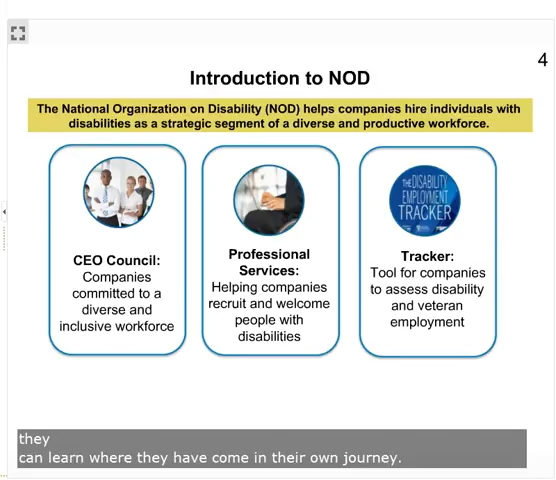 4
Introduction to NOD
The National Organization on Disability (NOD) helps companies hire individuals with
disabilities as a strategic segment of a diverse and productive workforce.
CEO Council:
Companies
committed to a
diverse and
inclusive workforce
Professional
Services:
Helping companies
recruit and welcome
people with
disabilities
THE DISABILITY
EMPLOYMENT
TRACKER
Tracker:
Tool for companies
to assess disability
and veteran
employment
they
can learn where they have come in their own journey.